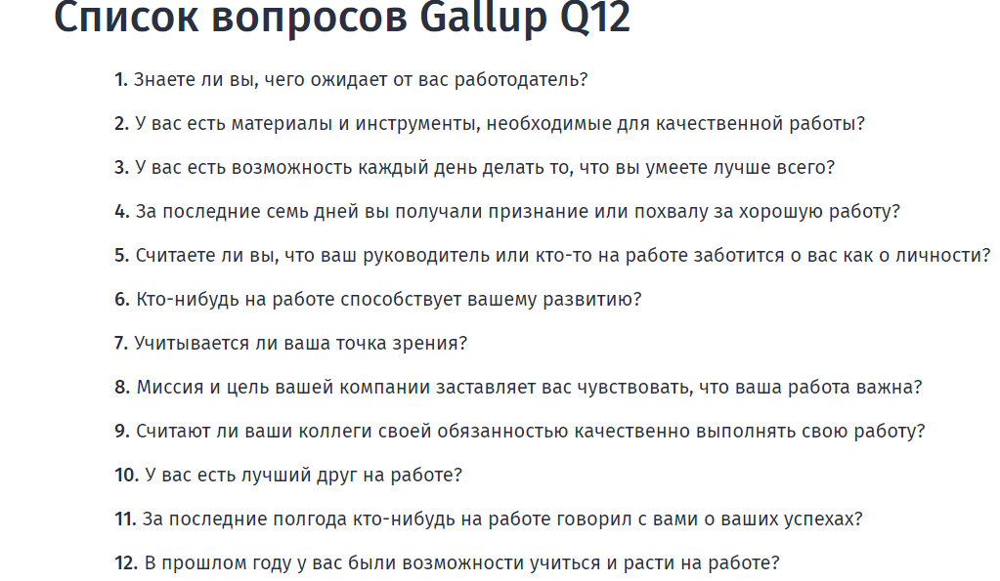 Список вопросов Gallup Q12
1. Знаете ли вы, чего ожидает от вас работодатель?
2. У вас есть материалы и инструменты, необходимые для качественной работы?
3. У вас есть возможность каждый день делать то, что вы умеете лучше всего?
4. За последние семь дней вы получали признание или похвалу за хорошую работу?
5. Считаете ли вы, что ваш руководитель или кто-то на работе заботится о вас как о личности?
6. Кто-нибудь на работе способствует вашему развитию?
7. Учитывается ли ваша точка зрения?
8. Миссия и цель вашей компании заставляет вас чувствовать, что ваша работа важна?
9. Считают ли ваши коллеги своей обязанностью качественно выполнять свою работу?
10. У вас есть лучший друг на работе?
11. За последние полгода кто-нибудь на работе говорил с вами о ваших успехах?
12. В прошлом году у вас были возможности учиться и расти на работе?